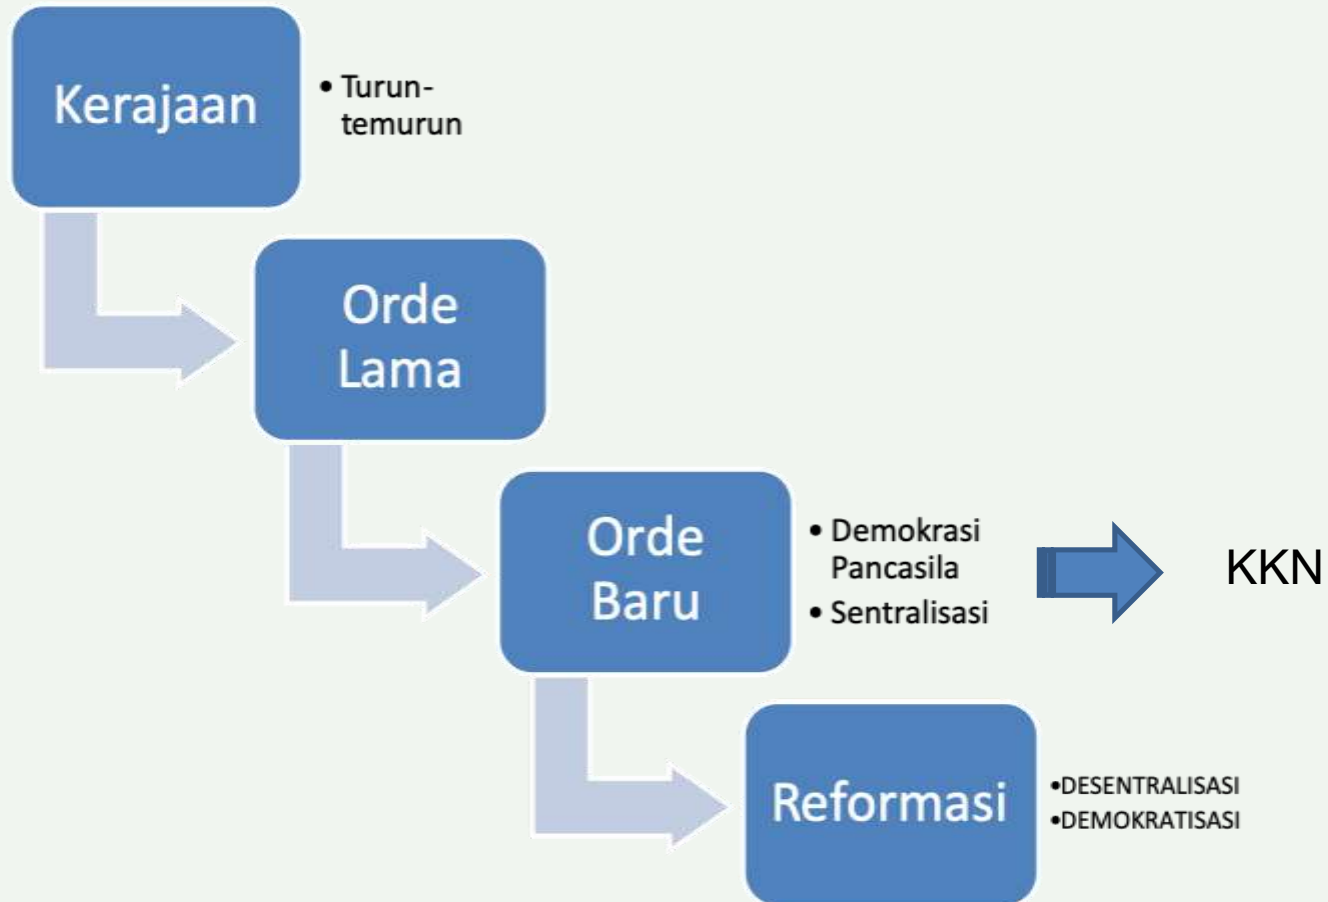 Kerajaan
• Turun-
temurun
Orde
Lama
Orde
Baru
• Demokrasi
Pancasila
• Sentralisasi
KKN
Reformasi
•DESENTRALISASI
•DEMOKRATISASI